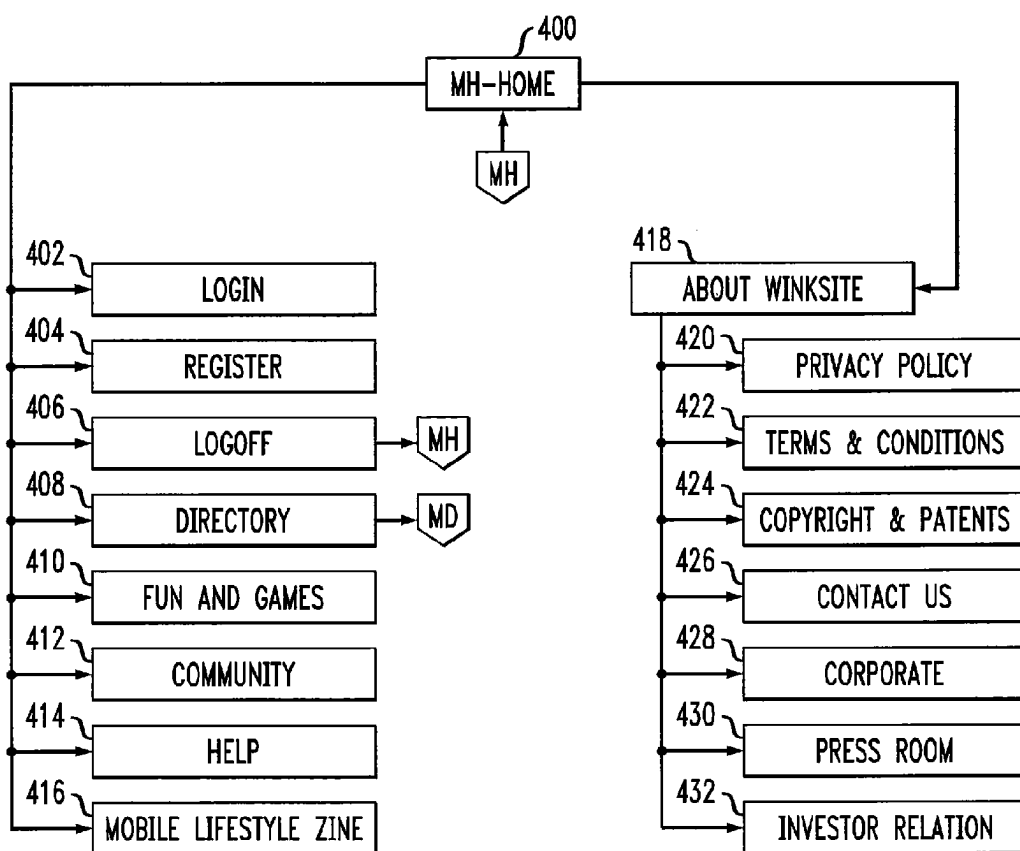 400
MH-HOME
MH
402
LOGIN
404
REGISTER
406
LOGOFF
MH
408
DIRECTORY
MD
410
FUN AND GAMES
412
COMMUNITY
414
HELP
416
MOBILE LIFESTYLE ZINE
418
ABOUT WINKSITE
420
PRIVACY POLICY
422
TERMS & CONDITIONS
424
COPYRIGHT & PATENTS
426
CONTACT US
428
CORPORATE
430
PRESS ROOM
432
INVESTOR RELATION